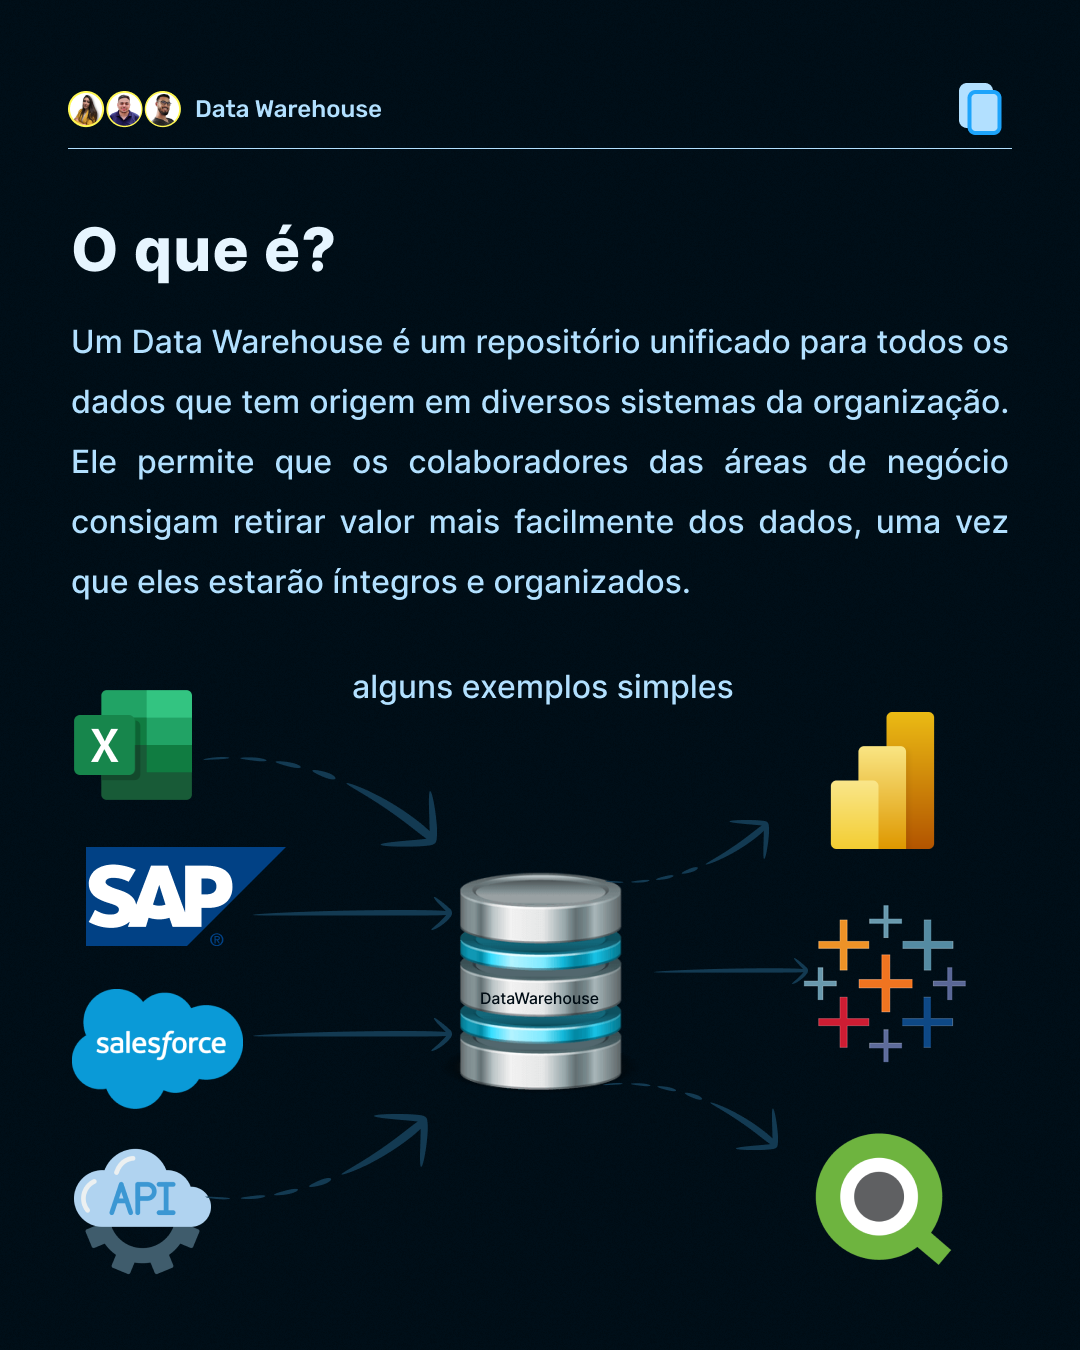 Data Warehouse
O que é?
Um Data Warehouse é um repositório unificado para todos os
dados que tem origem em diversos sistemas da organização.
Ele permite que os colaboradores das áreas de negócio
consigam retirar valor mais facilmente dos dados, uma vez
que eles estarão íntegros e organizados.
alguns exemplos simples
X
SAP
®
DataWarehouse
salesforce
API